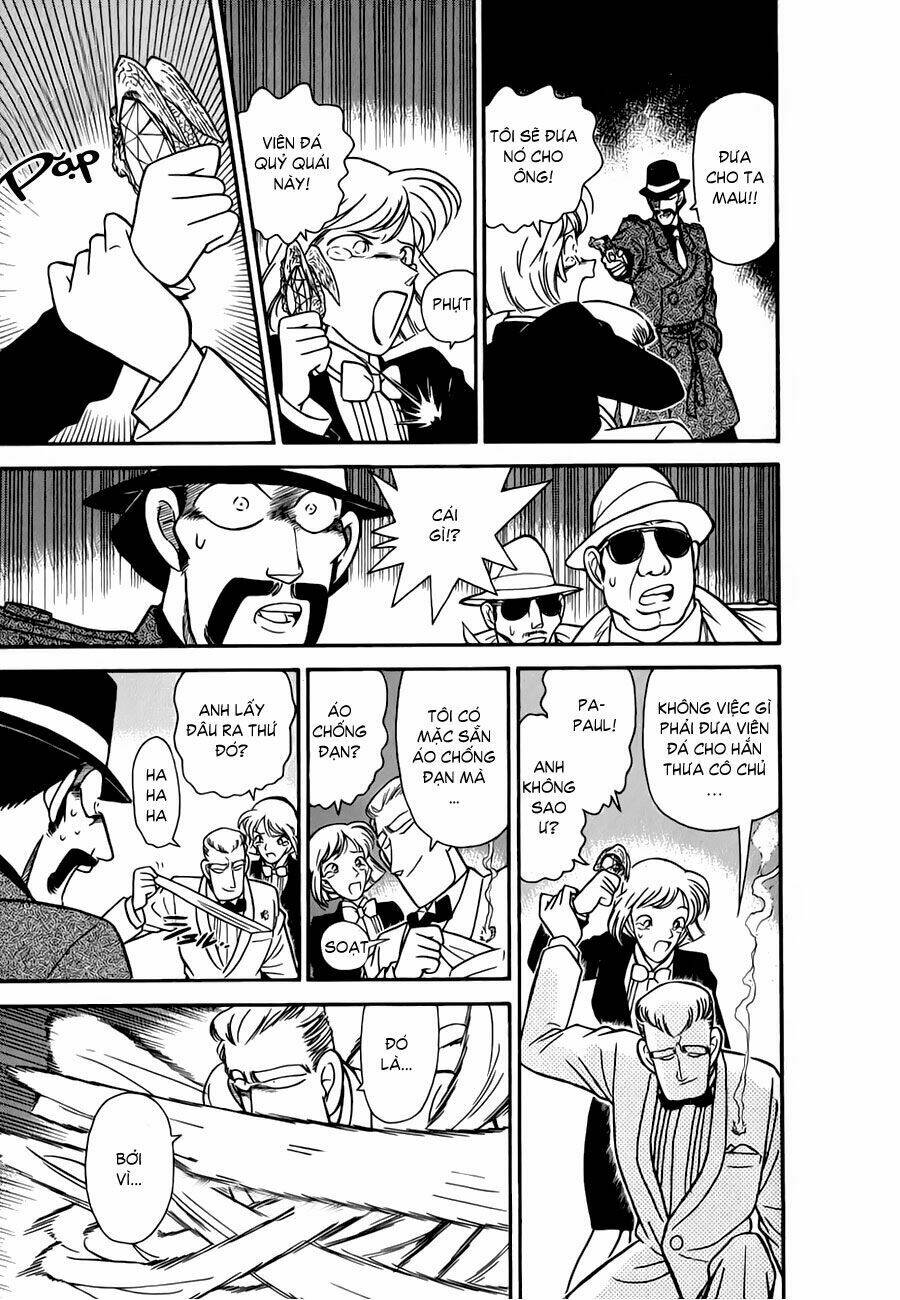 ĐƯA
CHO TA
MAU!!
TÔI SẼ ĐƯA
NÓ CHO
ÔNG!
VIÊN ĐÁ
QUÝ QUÁI
NÀY!
PHỰT
PẶP
CÁI
GÌ!?
KHÔNG VIỆC GÌ
PHẢI ĐƯA VIÊN
ĐÁ CHO HẮN
THƯA CÔ CHỦ
...
PA-
PAUL!
ANH
KHÔNG
SAO
Ư?
TÔI CÓ
MẶC SẴN
ÁO CHỐNG
ĐẠN MÀ
...
ÁO
CHỐNG
ĐẠN?
SOẠT
ANH LẤY
ĐÂU RA THỨ
ĐÓ?
HA
HA
HA
ĐÓ
LÀ...
BỞI
VÌ...